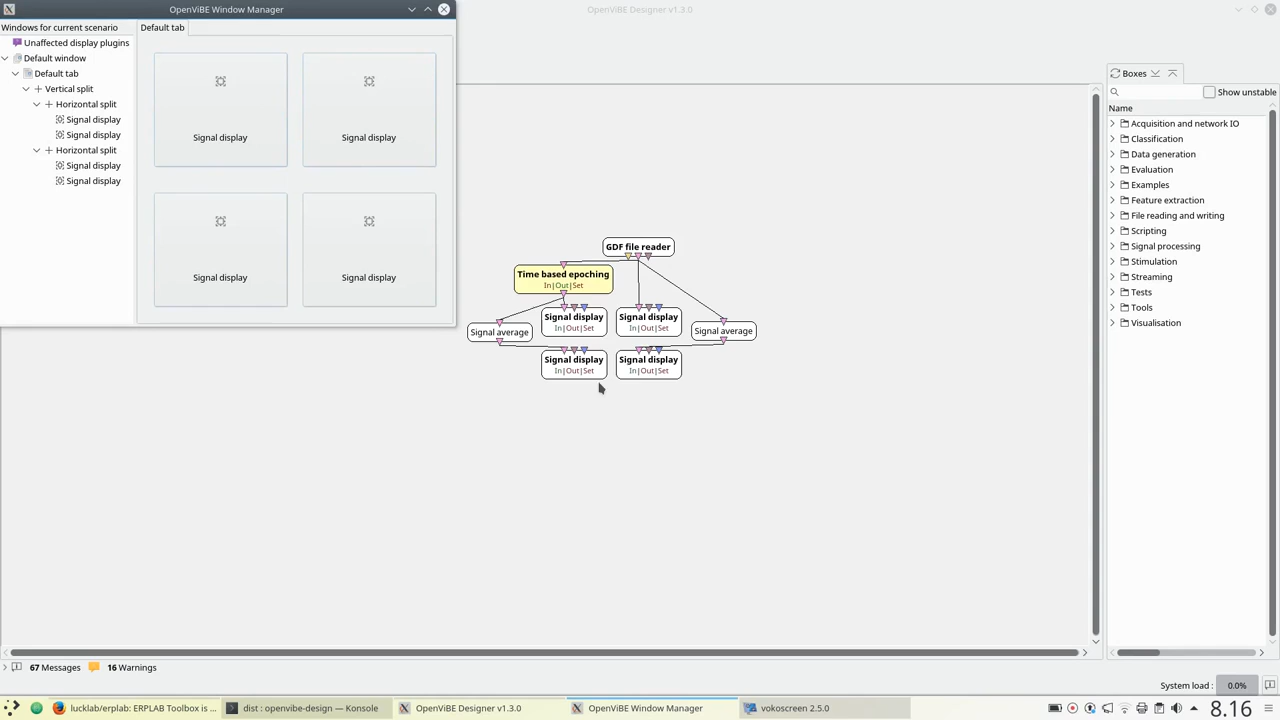 OpenViBE Window Manager
OpenViBE Designer v1.3.0
Windows for current scenario
Unaffected display plugins
Default window
Default tab
Vertical split
Horizontal split
Signal display
Signal display
Horizontal split
Signal display
Signal display
Default tab
Signal display
Signal display
Signal display
Signal display
GDF file reader
Time based epoching
In|Out|Set
Signal display
In|Out|Set
Signal display
In|Out|Set
Signal average
Signal average
Signal display
In|Out|Set
Signal display
In|Out|Set
Boxes
Show unstable
Name
Acquisition and network IO
Classification
Data generation
Evaluation
Examples
Feature extraction
File reading and writing
Scripting
Signal processing
Stimulation
Streaming
Tests
Tools
Visualisation
67 Messages
16 Warnings
System load :
0.0%
lucklab/erplab: ERPLAB Toolbox is ...
dist : openvibe-design — Konsole
OpenViBE Designer v1.3.0
OpenViBE Window Manager
vokoscreen 2.5.0
8.16